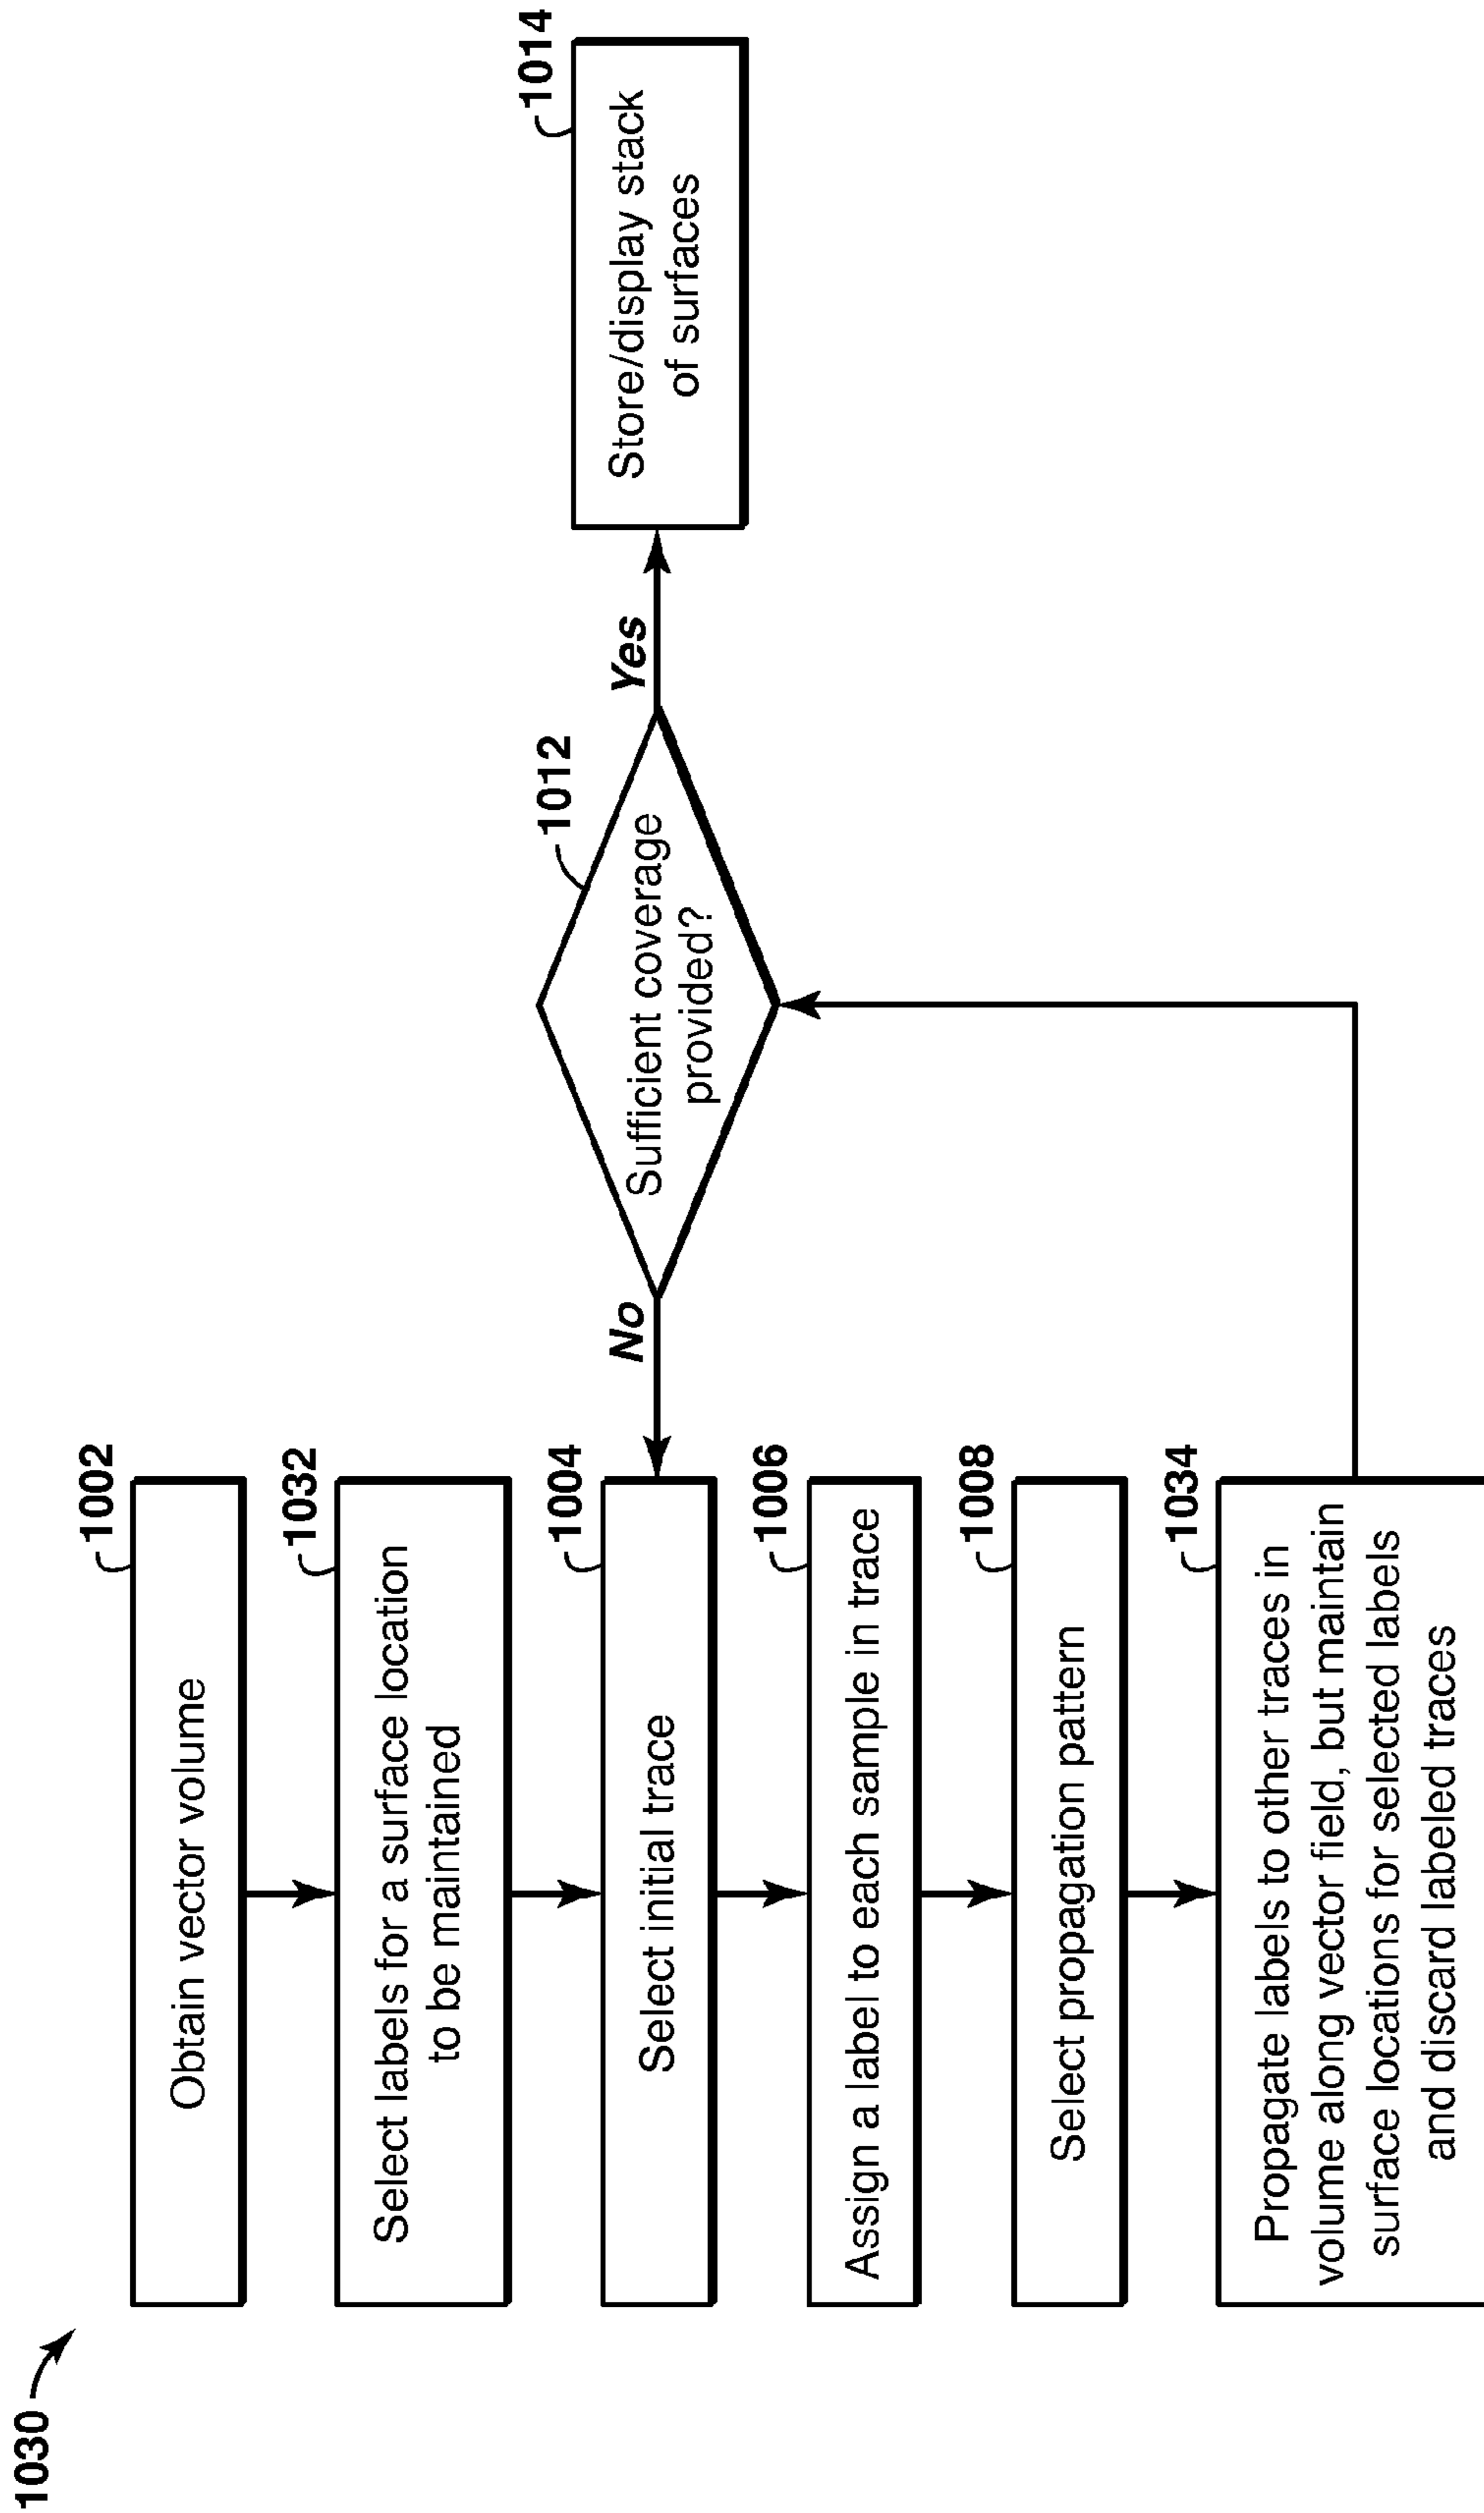 1030
1002
Obtain vector volume
1032
Select labels for a surface location
to be maintained
1004
Select initial trace
1006
Assign a label to each sample in trace
1008
Select propagation pattern
1034
Propagate labels to other traces in
volume along vector field, but maintain
surface locations for selected labels
and discard labeled traces
No
1012
Sufficient coverage
provided?
Yes
1014
Store/display stack
of surfaces